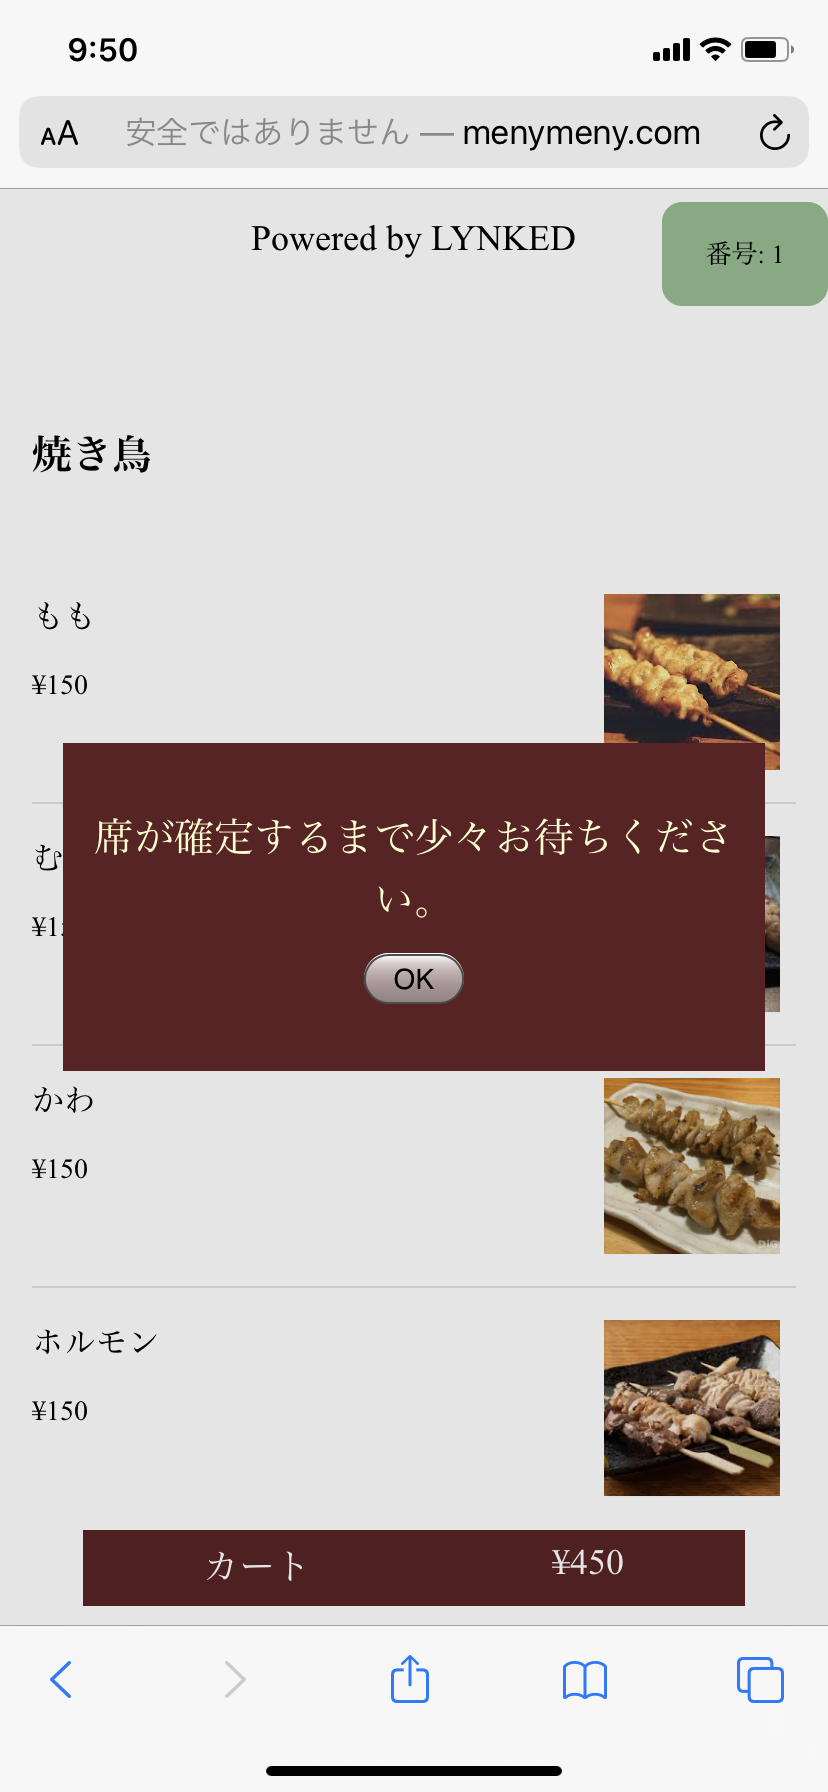 9:50
AA 安全ではありません — menymeny.com
Powered by LYNKED
番号: 1
焼き鳥
もも
¥150
席が確定するまで少々お待ちくださ
い。
OK
む
¥1
かわ
¥150
ホルモン
¥150
カート ¥450